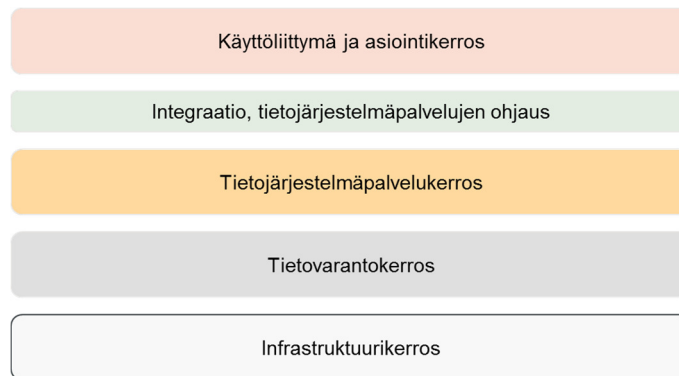 Käyttöliittymä ja asiointikerros
Integraatio, tietojärjestelmäpalvelujen ohjaus
Tietojärjestelmäpalvelukerros
Tietovarantokerros
Infrastruktuurikerros